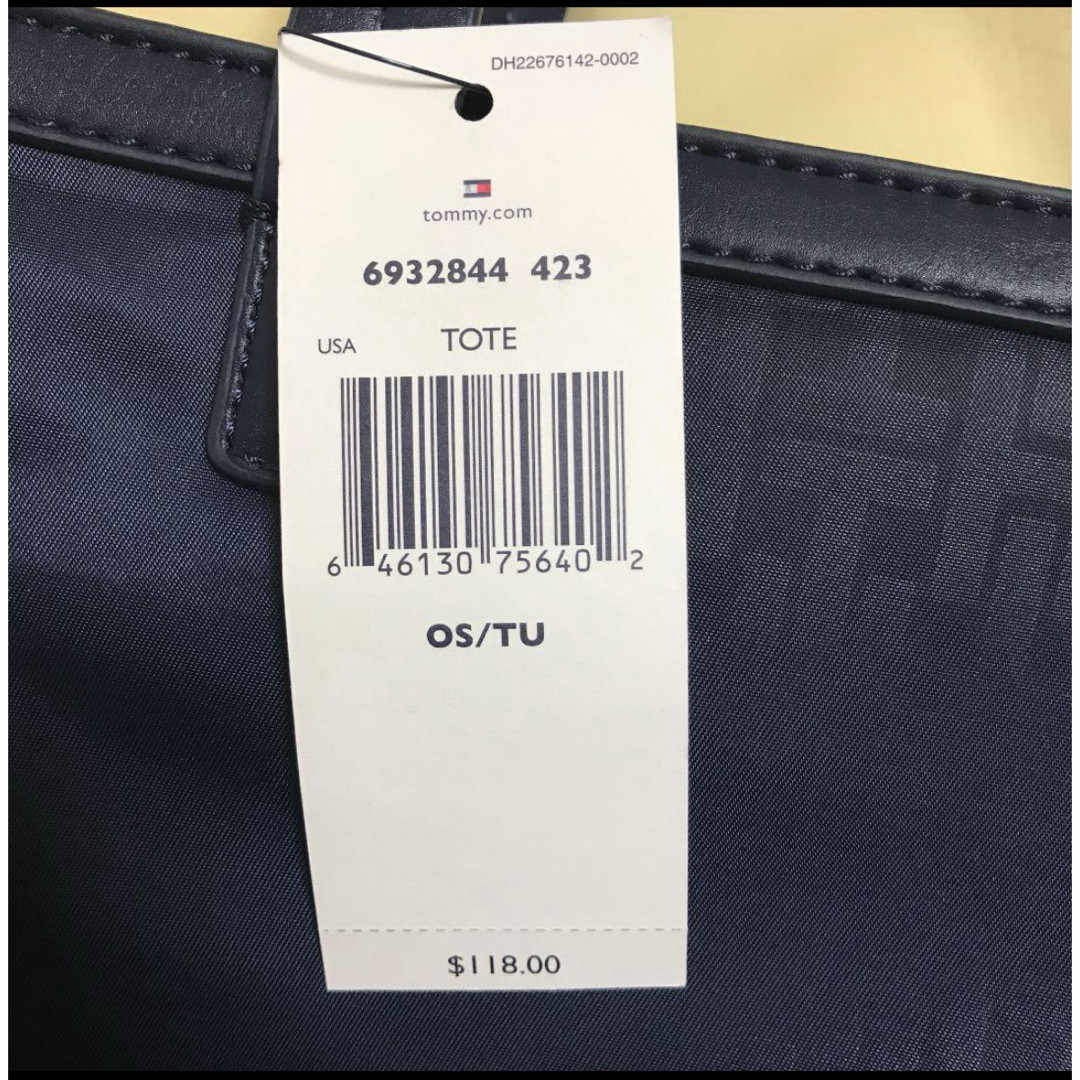 DH22676142-0002
tommy.com
6932844 423
USA TOTE
6 46130 75640 2
OS/TU
$118.00